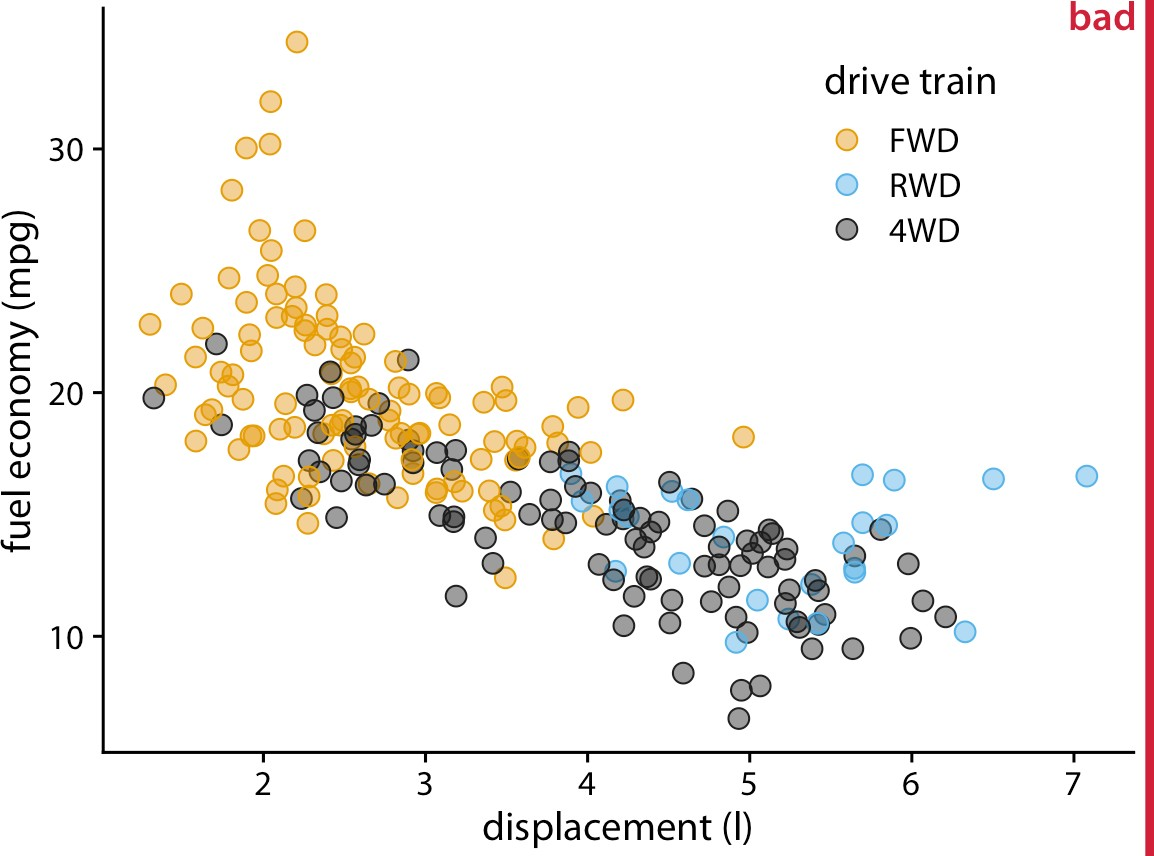 bad
drive train
FWD
RWD
4WD
fuel economy (mpg)
30
20
10
2 3 4 5 6 7
displacement (l)